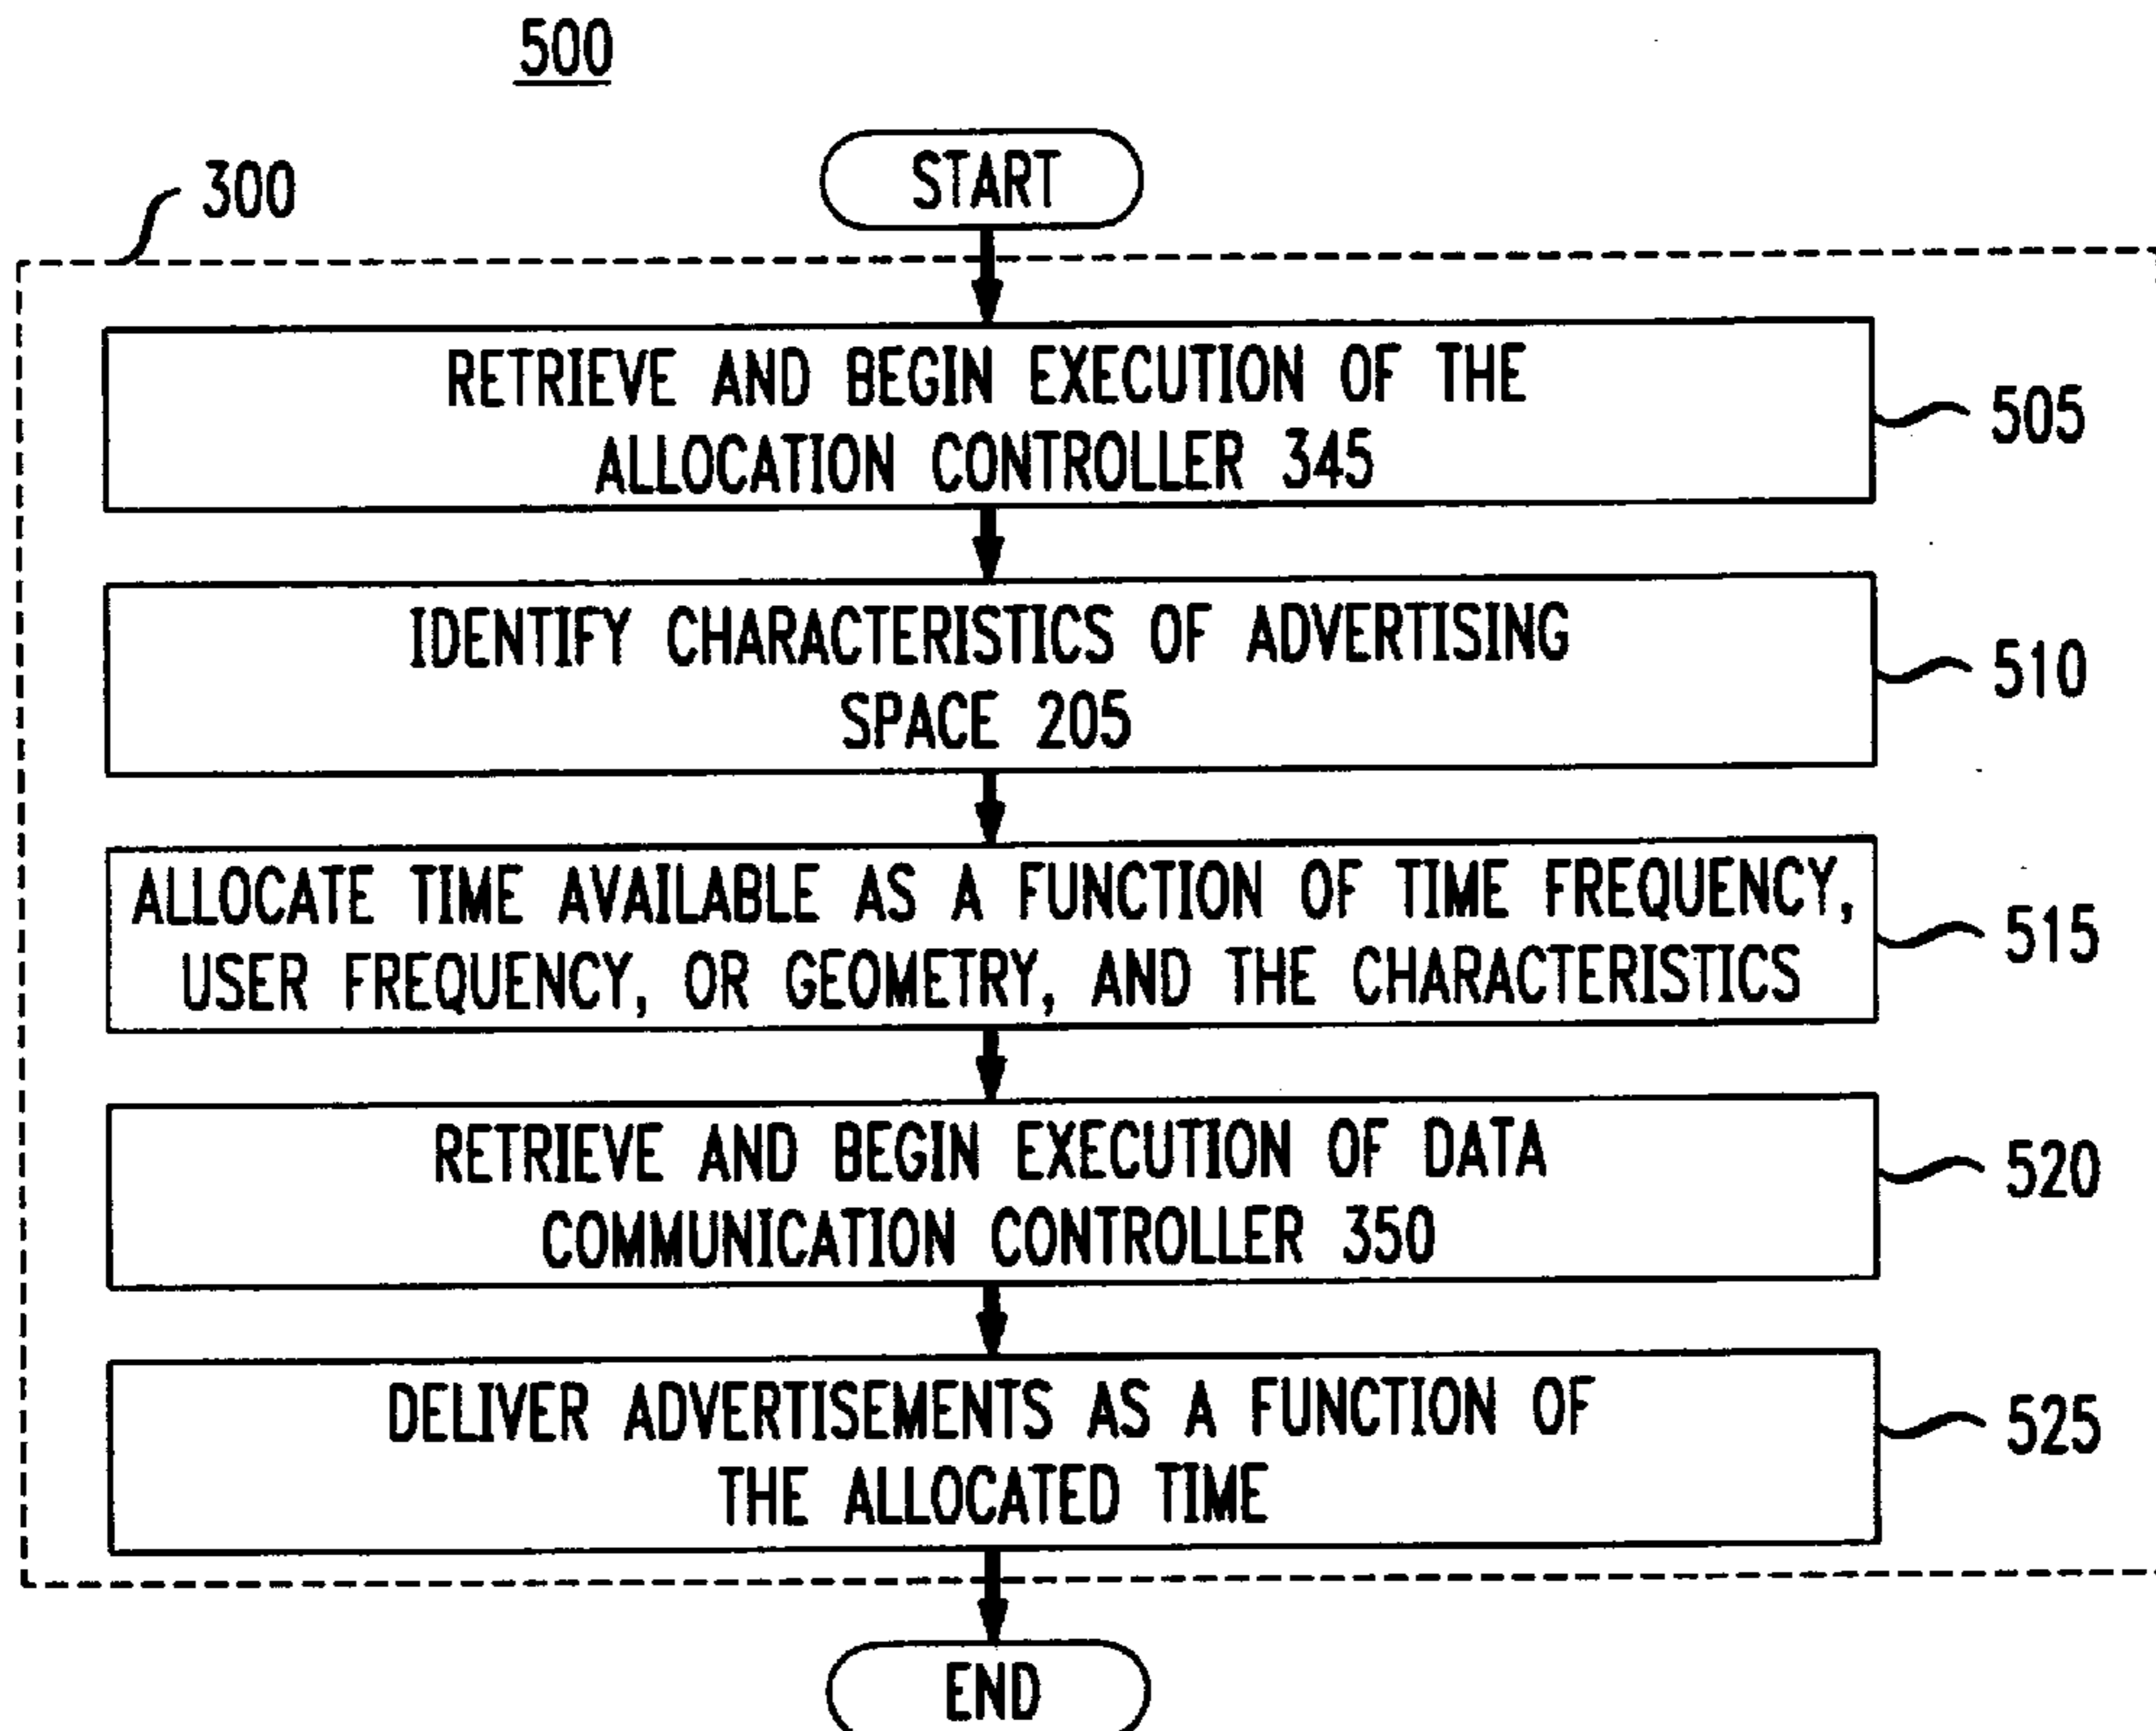 500
300
START
RETRIEVE AND BEGIN EXECUTION OF THE
ALLOCATION CONTROLLER 345
505
IDENTIFY CHARACTERISTICS OF ADVERTISING
SPACE 205
510
ALLOCATE TIME AVAILABLE AS A FUNCTION OF TIME FREQUENCY,
USER FREQUENCY, OR GEOMETRY, AND THE CHARACTERISTICS
515
RETRIEVE AND BEGIN EXECUTION OF DATA
COMMUNICATION CONTROLLER 350
520
DELIVER ADVERTISEMENTS AS A FUNCTION OF
THE ALLOCATED TIME
525
END